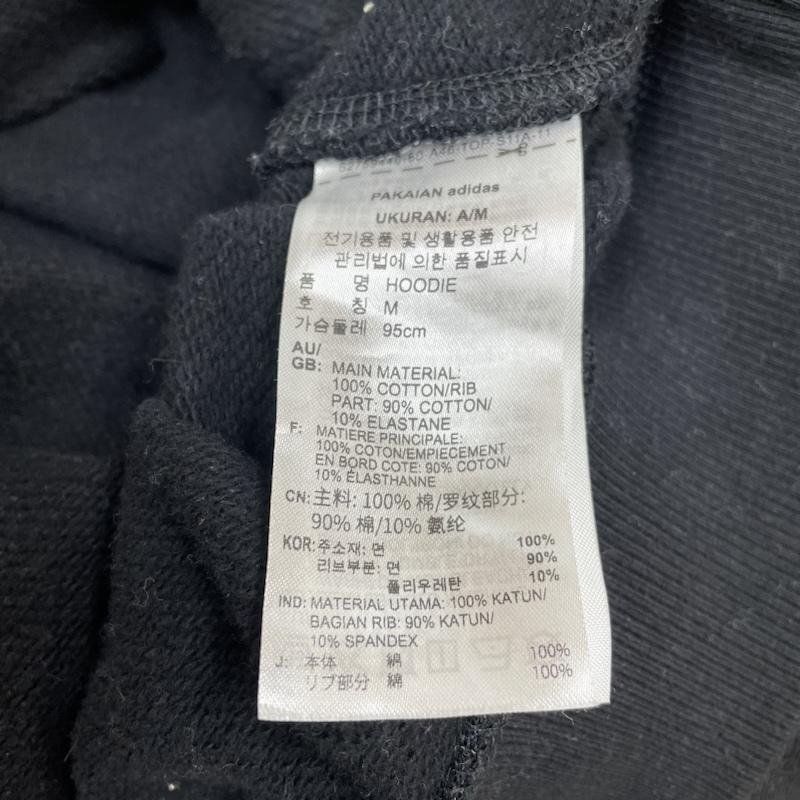 PAKAIAN adidas
UKURAN: A/M
전기용품 및 생활용품 안전
관리법에 의한 품질표시
품 명 HOODIE
호 칭 M
가슴둘레 95cm
AU/
GB: MAIN MATERIAL:
100% COTTON/RIB
PART: 90% COTTON/
10% ELASTANE
F: MATIERE PRINCIPALE:
100% COTON/EMPIECEMENT
EN BORD COTE: 90% COTON/
10% ÉLASTHANNE
CN: 主料: 100% 棉/罗纹部分:
90% 棉/10% 氨纶
KOR: 주소재: 면 100%
리브부분: 면 90%
폴리우레탄 10%
IND: MATERIAL UTAMA: 100% KATUN/
BAGIAN RIB: 90% KATUN/
10% SPANDEX
J: 本体 綿 100%
リブ部分 綿 100%